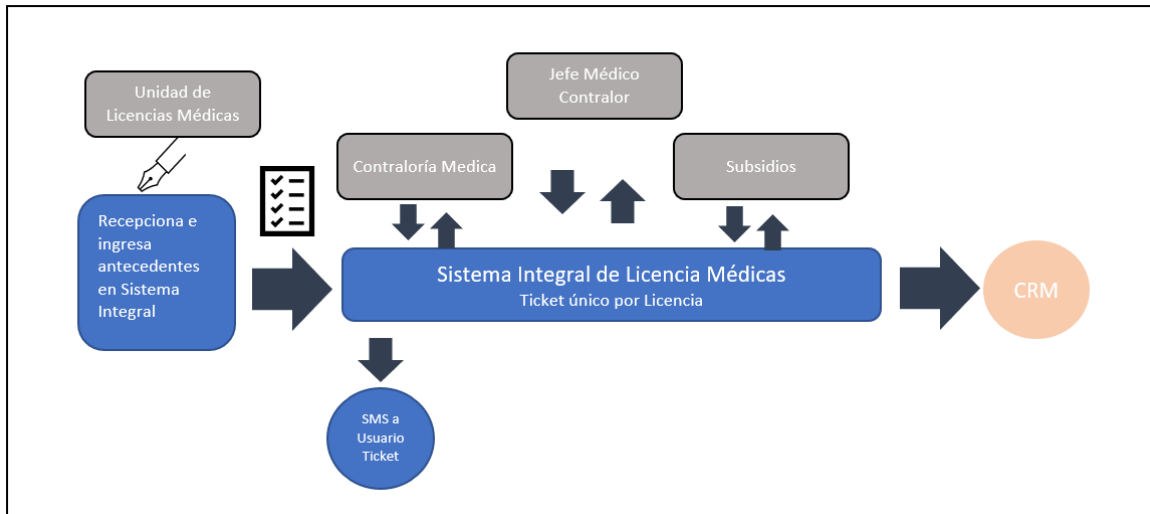 Unidad de
Licencias Médicas
Jefe Médico
Contralor
Contraloría Medica
Subsidios
Recepciona e
ingresa
antecedentes
en Sistema
Integral
Sistema Integral de Licencia Médicas
Ticket único por Licencia
CRM
SMS a
Usuario
Ticket